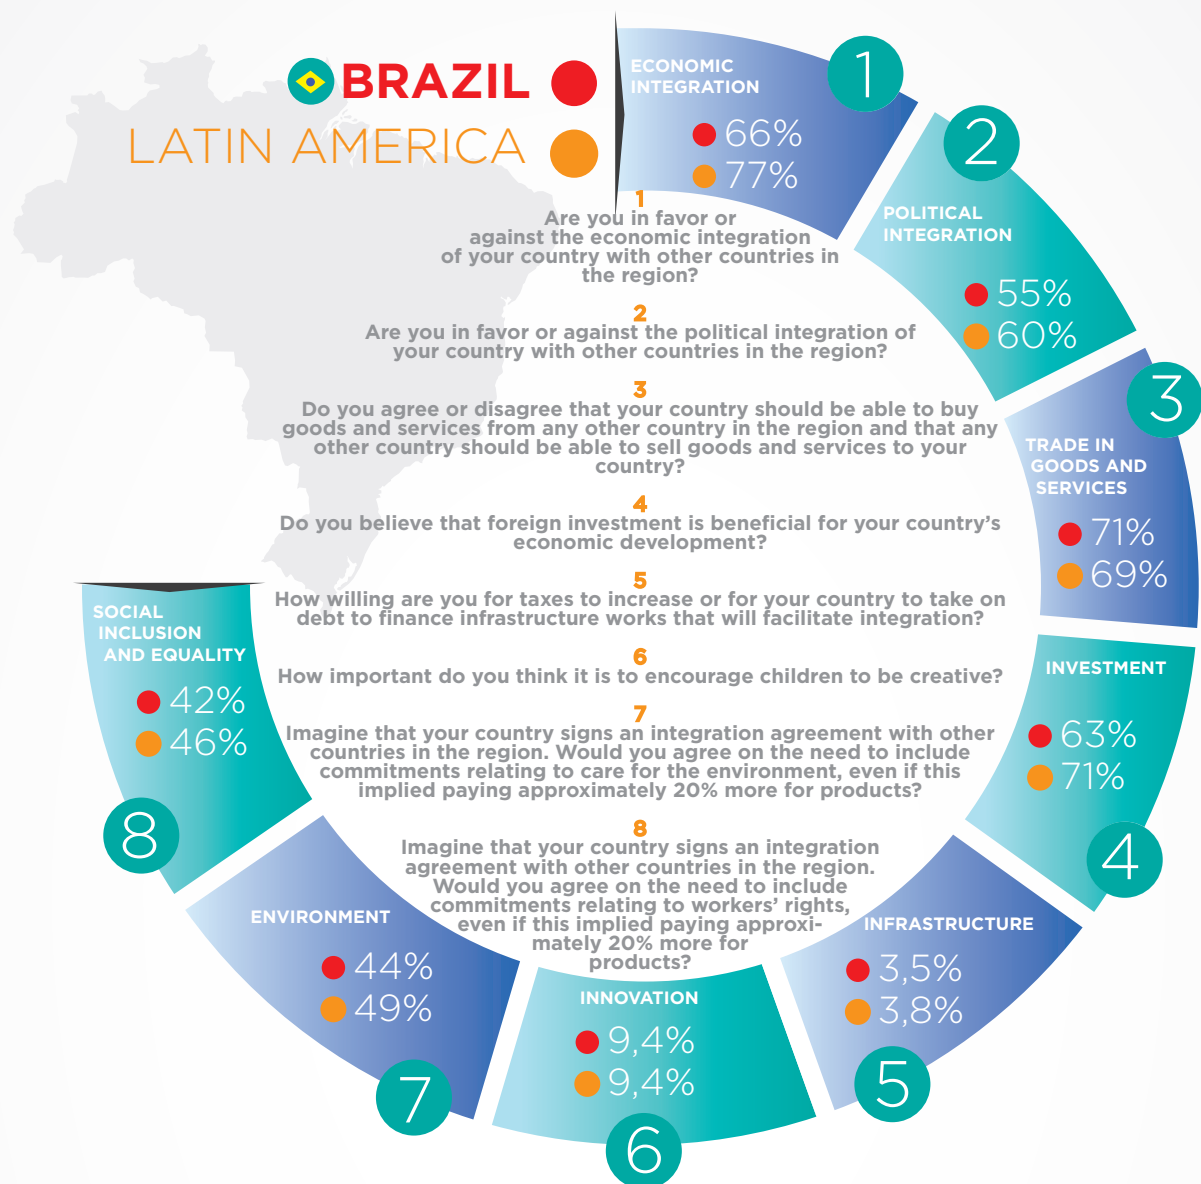 BRAZIL
LATIN AMERICA
ECONOMIC
INTEGRATION
66%
77%
1
POLITICAL
INTEGRATION
55%
60%
2
TRADE IN
GOODS AND
SERVICES
71%
69%
3
INVESTMENT
63%
71%
4
INFRASTRUCTURE
3,5%
3,8%
5
INNOVATION
9,4%
9,4%
6
ENVIRONMENT
44%
49%
7
SOCIAL
INCLUSION
AND EQUALITY
42%
46%
8
1
Are you in favor or
against the economic integration
of your country with other countries in
the region?
2
Are you in favor or against the political integration of
your country with other countries in the region?
3
Do you agree or disagree that your country should be able to buy
goods and services from any other country in the region and that any
other country should be able to sell goods and services to your
country?
4
Do you believe that foreign investment is beneficial for your country's
economic development?
5
How willing are you for taxes to increase or for your country to take on
debt to finance infrastructure works that will facilitate integration?
6
How important do you think it is to encourage children to be creative?
7
Imagine that your country signs an integration agreement with other
countries in the region. Would you agree on the need to include
commitments relating to care for the environment, even if this
implied paying approximately 20% more for products?
8
Imagine that your country signs an integration
agreement with other countries in the region.
Would you agree on the need to include
commitments relating to workers' rights,
even if this implied paying approxi-
mately 20% more for
products?